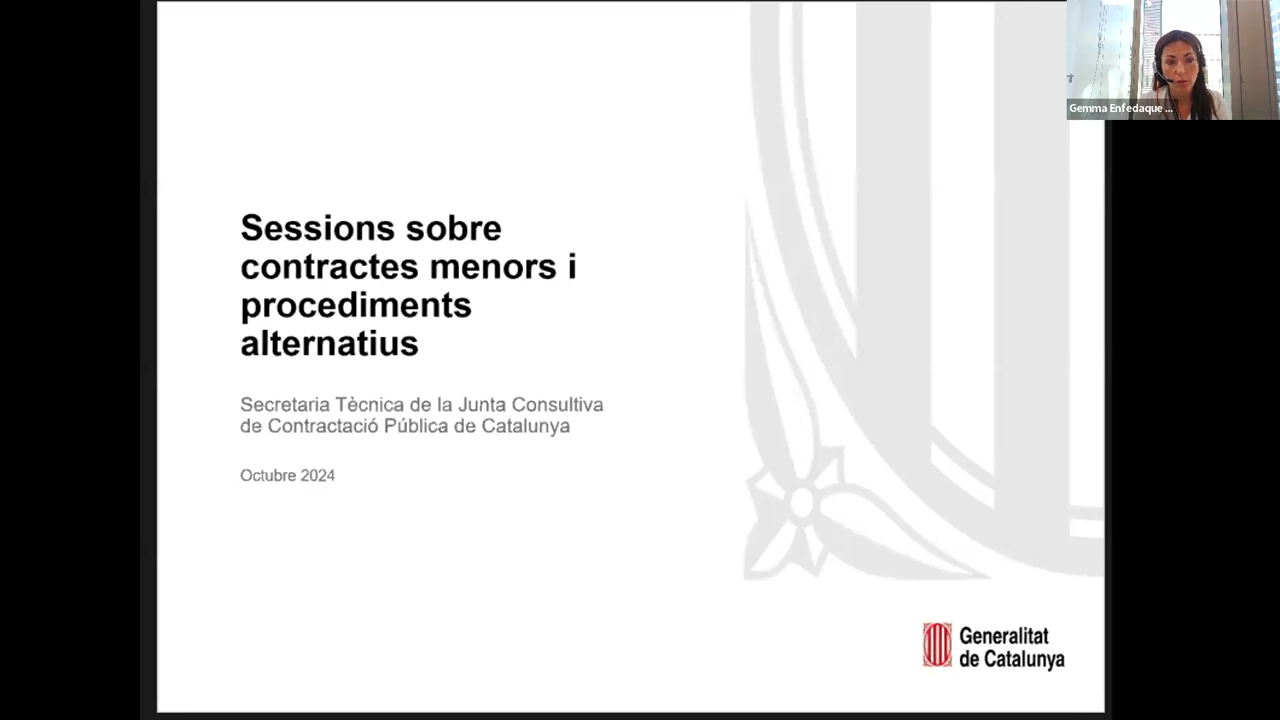 Gemma Enfedaque ...
Sessions sobre
contractes menors i
procediments
alternatius
Secretaria Tècnica de la Junta Consultiva
de Contractació Pública de Catalunya
Octubre 2024
Generalitat
de Catalunya